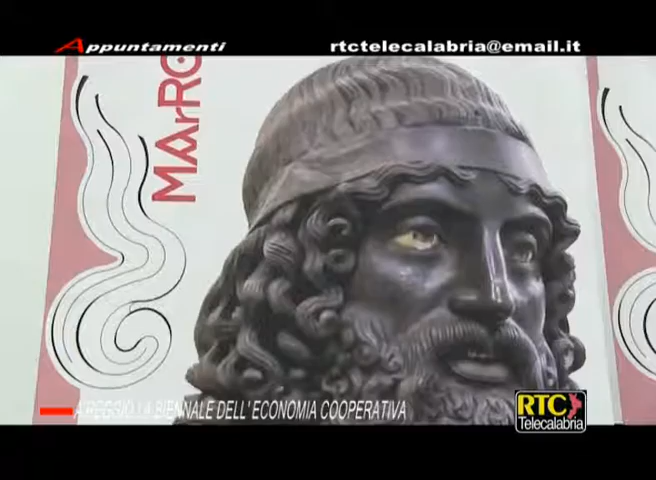 Appuntamenti
rtctelecalabria@email.it
MArRC
A REGGIO LA BIENNALE DELL' ECONOMIA COOPERATIVA
RTC
Telecalabria